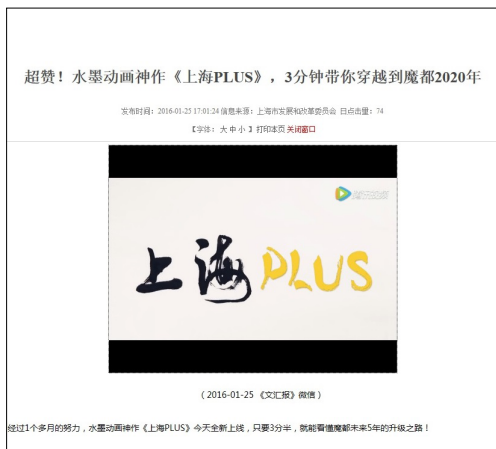 超赞！水墨动画神作《上海PLUS》，3分钟带你穿越到魔都2020年
发布时间：2016-01-25 17:01:24 信息来源：上海市发展和改革委员会 日点击量：74
【字体： 大 中 小 】打印本页 关闭窗口
腾讯视频
上海PLUS
（2016-01-25 《文汇报》微信）
经过1个多月的努力，水墨动画神作《上海PLUS》今天全新上线，只要3分半，就能看懂魔都未来5年的升级之路！